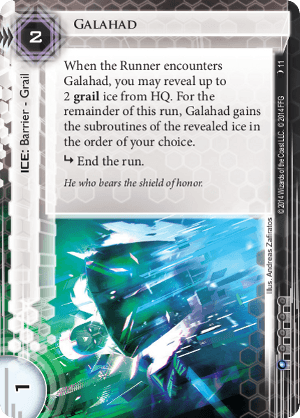 2
GALAHAD
ICE: Barrier - Grail
When the Runner encounters
Galahad, you may reveal up to
2 grail ice from HQ. For the
remainder of this run, Galahad gains
the subroutines of the revealed ice in
the order of your choice.
↳ End the run.
He who bears the shield of honor.
11
© 2014 Wizards of the Coast LLC. © 2014 FFG
Illus. Andreas Zafiratos
1